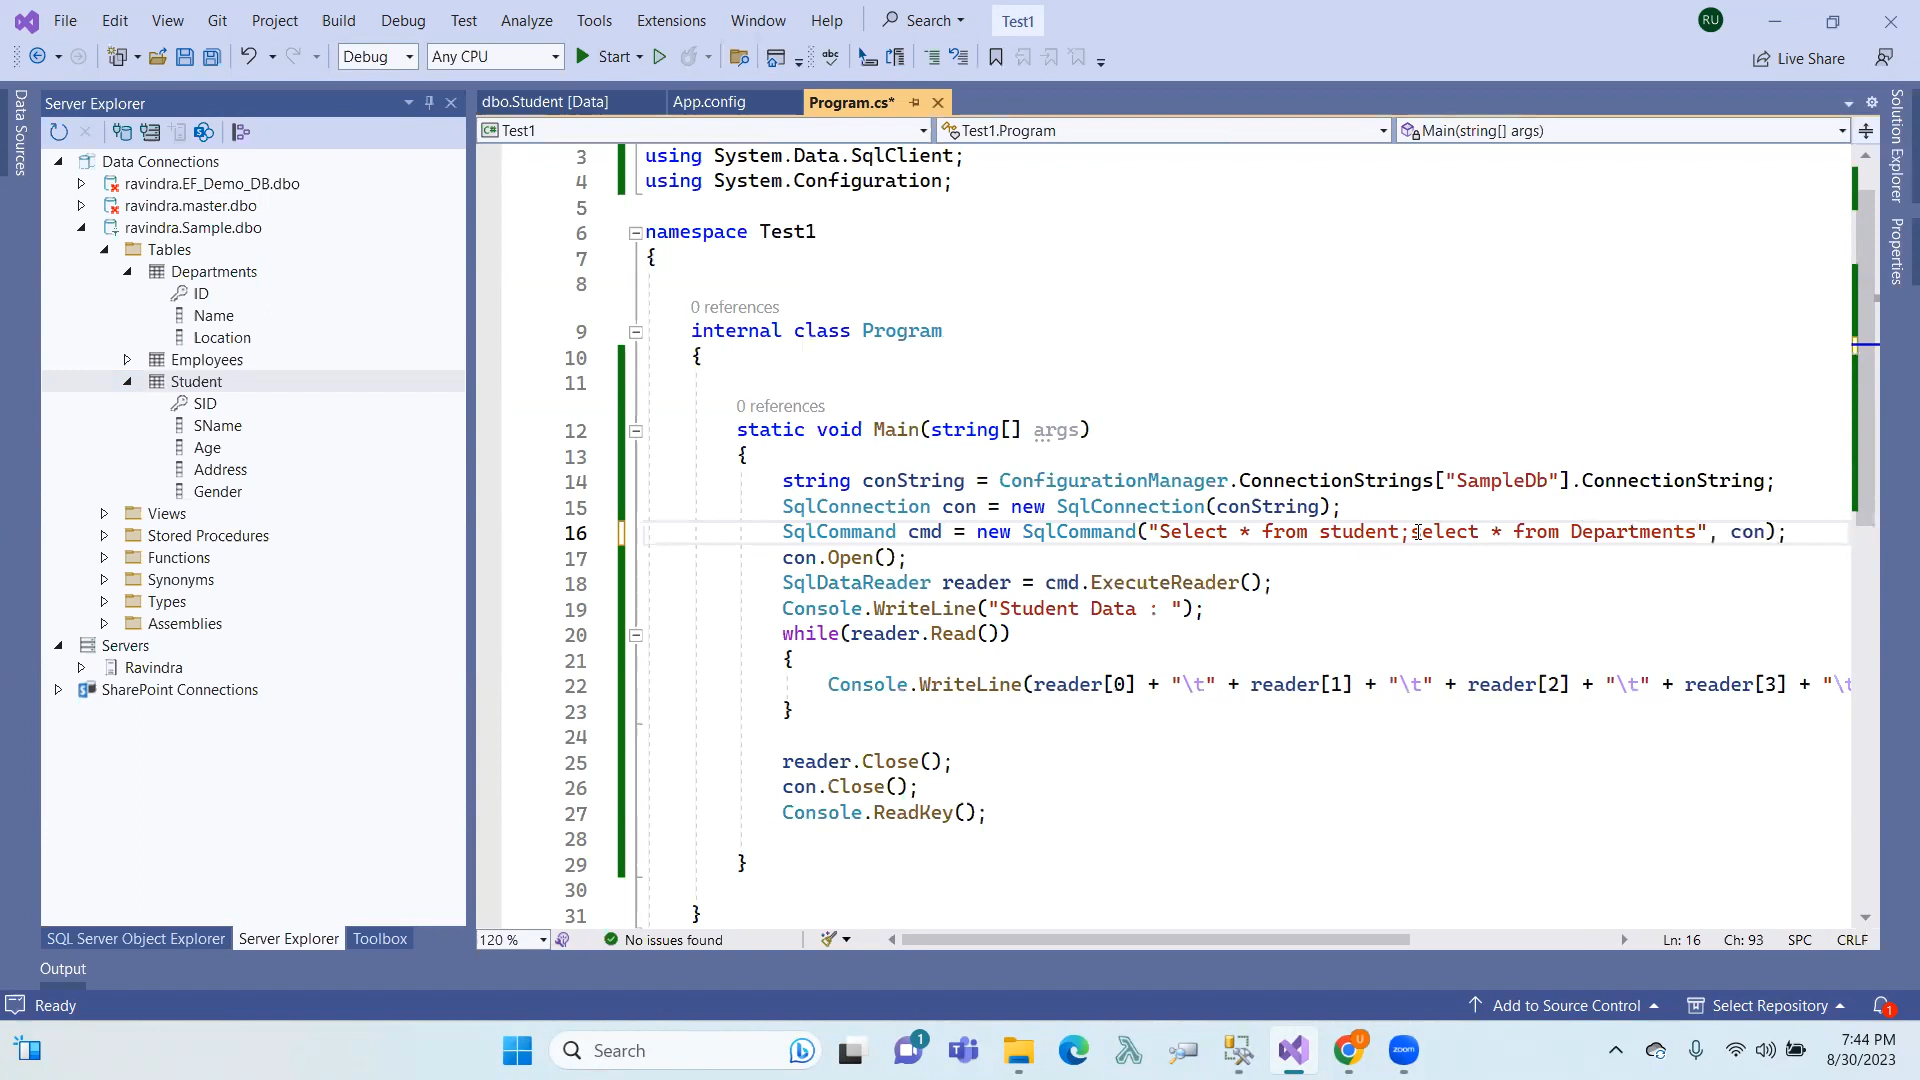 File Edit View Git Project Build Debug Test Analyze Tools Extensions Window Help Search Test1 RU
Debug Any CPU Start Live Share
Data Sources
Server Explorer
Data Connections
ravindra.EF_Demo_DB.dbo
ravindra.master.dbo
ravindra.Sample.dbo
Tables
Departments
ID
Name
Location
Employees
Student
SID
SName
Age
Address
Gender
Views
Stored Procedures
Functions
Synonyms
Types
Assemblies
Servers
Ravindra
SharePoint Connections
SQL Server Object Explorer Server Explorer Toolbox
dbo.Student [Data] App.config Program.cs*
C# Test1 Test1.Program Main(string[] args)
3 using System.Data.SqlClient;
4 using System.Configuration;
5
6 namespace Test1
7 {
8
0 references
9 internal class Program
10 {
11
0 references
12 static void Main(string[] args)
13 {
14 string conString = ConfigurationManager.ConnectionStrings["SampleDb"].ConnectionString;
15 SqlConnection con = new SqlConnection(conString);
16 SqlCommand cmd = new SqlCommand("Select * from student;select * from Departments", con);
17 con.Open();
18 SqlDataReader reader = cmd.ExecuteReader();
19 Console.WriteLine("Student Data : ");
20 while(reader.Read())
21 {
22 Console.WriteLine(reader[0] + "\t" + reader[1] + "\t" + reader[2] + "\t" + reader[3] + "\t
23 }
24
25 reader.Close();
26 con.Close();
27 Console.ReadKey();
28
29 }
30
31 }
120 % No issues found Ln: 16 Ch: 93 SPC CRLF
Solution Explorer
Properties
Output
Ready Add to Source Control Select Repository 1
Search 1 U zoom 7:44 PM
8/30/2023